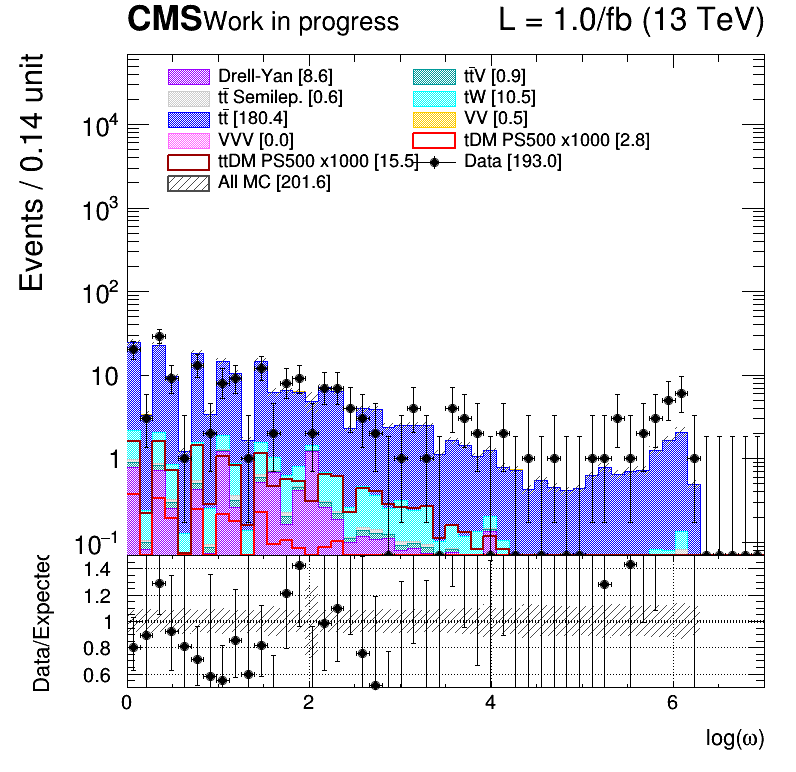 CMS Work in progress L = 1.0/fb (13 TeV)
Events / 0.14 unit
Drell-Yan [8.6]
tt̄V [0.9]
tt̄ Semilep. [0.6]
tW [10.5]
tt̄ [180.4]
VV [0.5]
VVV [0.0]
tDM PS500 x1000 [2.8]
ttDM PS500 x1000 [15.5]
Data [193.0]
All MC [201.6]
10⁴
10³
10²
10
1
10⁻¹
Data/Expected
1.4
1.2
1
0.8
0.6
0 2 4 6
log(ω)